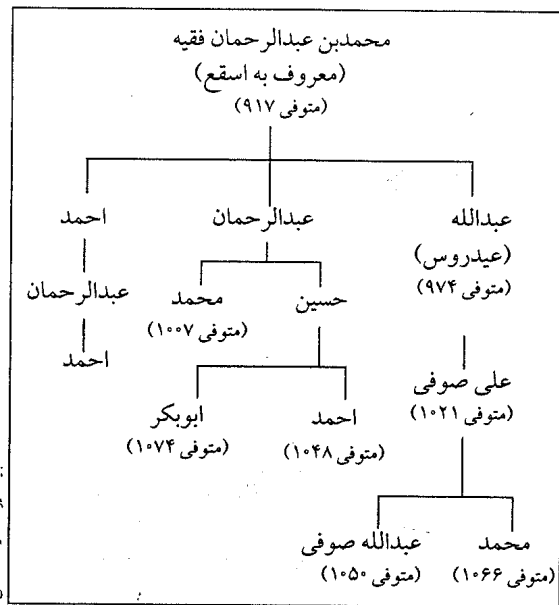 محمدبن عبدالرحمان فقیه
(معروف به اسقع)
(متوفی ۹۱۷)
عبدالله
(عیدروس)
(متوفی ۹۷۴)
عبدالرحمان
احمد
حسین
محمد
(متوفی ۱۰۰۷)
عبدالرحمان
احمد
علی صوفی
(متوفی ۱۰۲۱)
احمد
(متوفی ۱۰۴۸)
ابوبکر
(متوفی ۱۰۷۴)
محمد
(متوفی ۱۰۶۶)
عبدالله صوفی
(متوفی ۱۰۵۰)